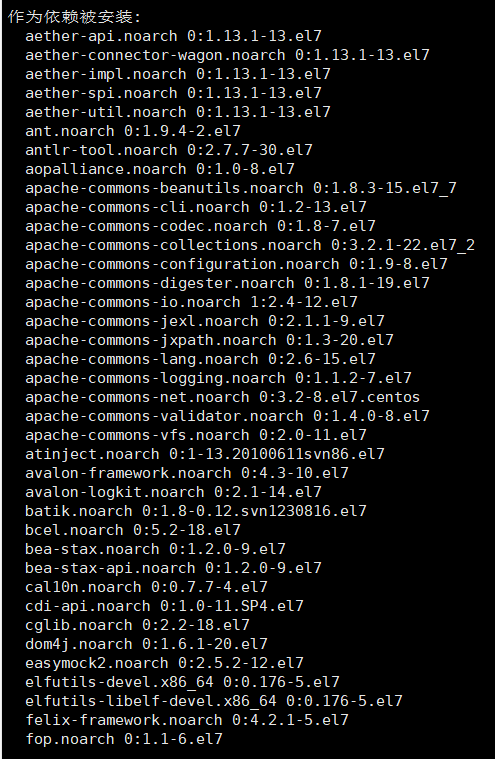 作为依赖被安装:
aether-api.noarch 0:1.13.1-13.el7
aether-connector-wagon.noarch 0:1.13.1-13.el7
aether-impl.noarch 0:1.13.1-13.el7
aether-spi.noarch 0:1.13.1-13.el7
aether-util.noarch 0:1.13.1-13.el7
ant.noarch 0:1.9.4-2.el7
antlr-tool.noarch 0:2.7.7-30.el7
aopalliance.noarch 0:1.0-8.el7
apache-commons-beanutils.noarch 0:1.8.3-15.el7_7
apache-commons-cli.noarch 0:1.2-13.el7
apache-commons-codec.noarch 0:1.8-7.el7
apache-commons-collections.noarch 0:3.2.1-22.el7_2
apache-commons-configuration.noarch 0:1.9-8.el7
apache-commons-digester.noarch 0:1.8.1-19.el7
apache-commons-io.noarch 1:2.4-12.el7
apache-commons-jexl.noarch 0:2.1.1-9.el7
apache-commons-jxpath.noarch 0:1.3-20.el7
apache-commons-lang.noarch 0:2.6-15.el7
apache-commons-logging.noarch 0:1.1.2-7.el7
apache-commons-net.noarch 0:3.2-8.el7.centos
apache-commons-validator.noarch 0:1.4.0-8.el7
apache-commons-vfs.noarch 0:2.0-11.el7
atinject.noarch 0:1-13.20100611svn86.el7
avalon-framework.noarch 0:4.3-10.el7
avalon-logkit.noarch 0:2.1-14.el7
batik.noarch 0:1.8-0.12.svn1230816.el7
bcel.noarch 0:5.2-18.el7
bea-stax.noarch 0:1.2.0-9.el7
bea-stax-api.noarch 0:1.2.0-9.el7
cal10n.noarch 0:0.7.7-4.el7
cdi-api.noarch 0:1.0-11.SP4.el7
cglib.noarch 0:2.2-18.el7
dom4j.noarch 0:1.6.1-20.el7
easymock2.noarch 0:2.5.2-12.el7
elfutils-devel.x86_64 0:0.176-5.el7
elfutils-libelf-devel.x86_64 0:0.176-5.el7
felix-framework.noarch 0:4.2.1-5.el7
fop.noarch 0:1.1-6.el7